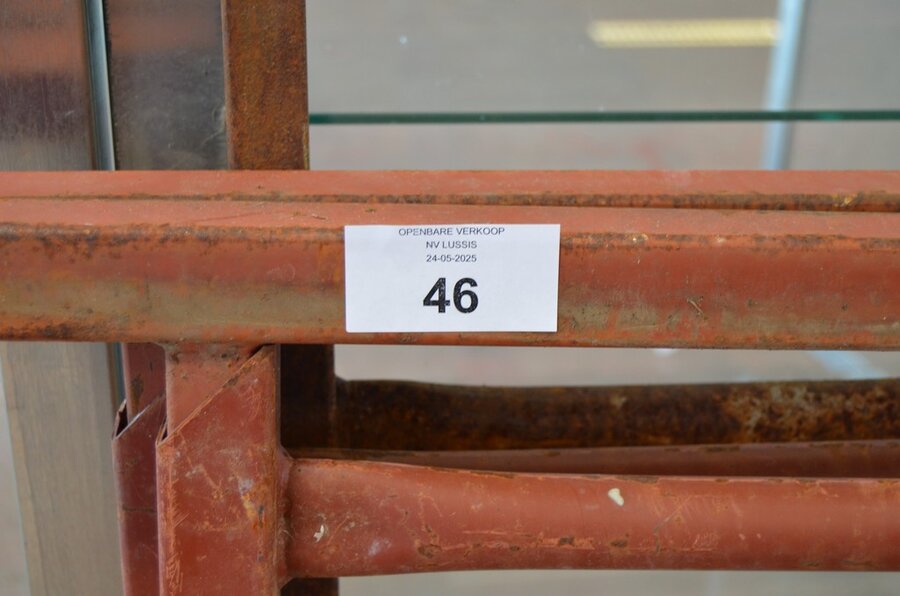 OPENBARE VERKOOP
NV LUSSIS
24-05-2025
46